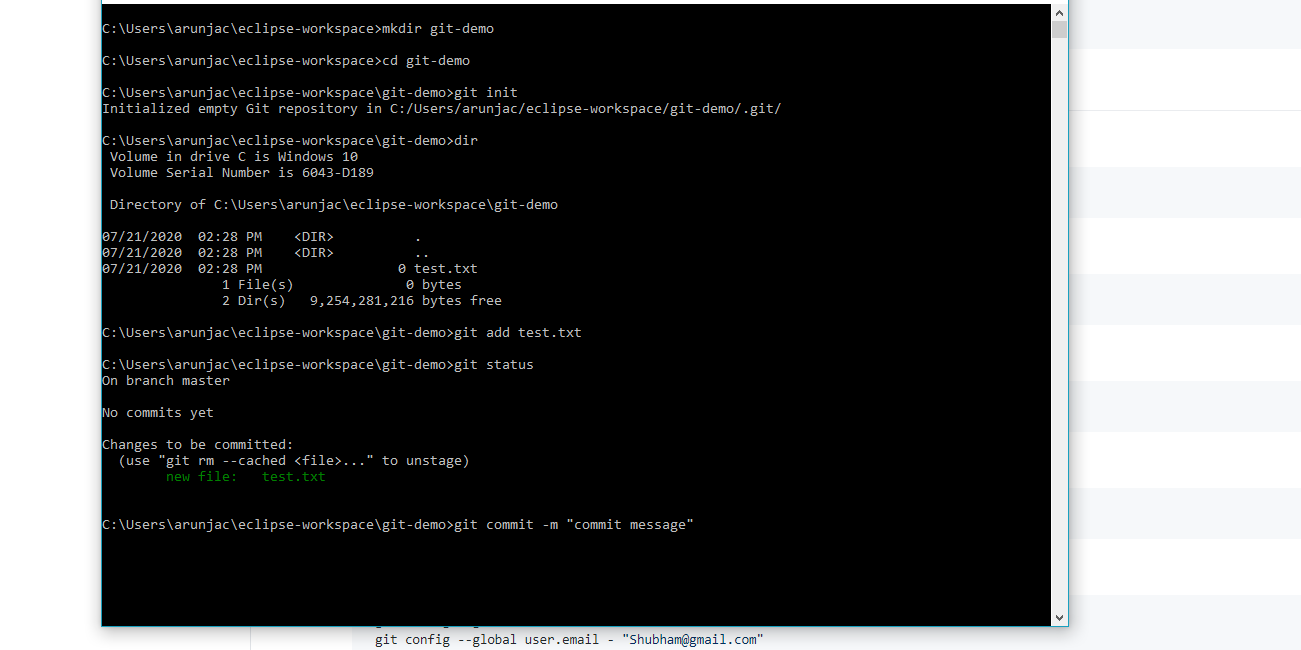 C:\Users\arunjac\eclipse-workspace>mkdir git-demo
C:\Users\arunjac\eclipse-workspace>cd git-demo
C:\Users\arunjac\eclipse-workspace\git-demo>git init
Initialized empty Git repository in C:/Users/arunjac/eclipse-workspace/git-demo/.git/
C:\Users\arunjac\eclipse-workspace\git-demo>dir
 Volume in drive C is Windows 10
 Volume Serial Number is 6043-D189
 Directory of C:\Users\arunjac\eclipse-workspace\git-demo
07/21/2020  02:28 PM    <DIR>          .
07/21/2020  02:28 PM    <DIR>          ..
07/21/2020  02:28 PM                 0 test.txt
               1 File(s)              0 bytes
               2 Dir(s)   9,254,281,216 bytes free
C:\Users\arunjac\eclipse-workspace\git-demo>git add test.txt
C:\Users\arunjac\eclipse-workspace\git-demo>git status
On branch master
No commits yet
Changes to be committed:
  (use "git rm --cached <file>..." to unstage)
        new file:   test.txt
C:\Users\arunjac\eclipse-workspace\git-demo>git commit -m "commit message"
git config --global user.email - "Shubham@gmail.com"